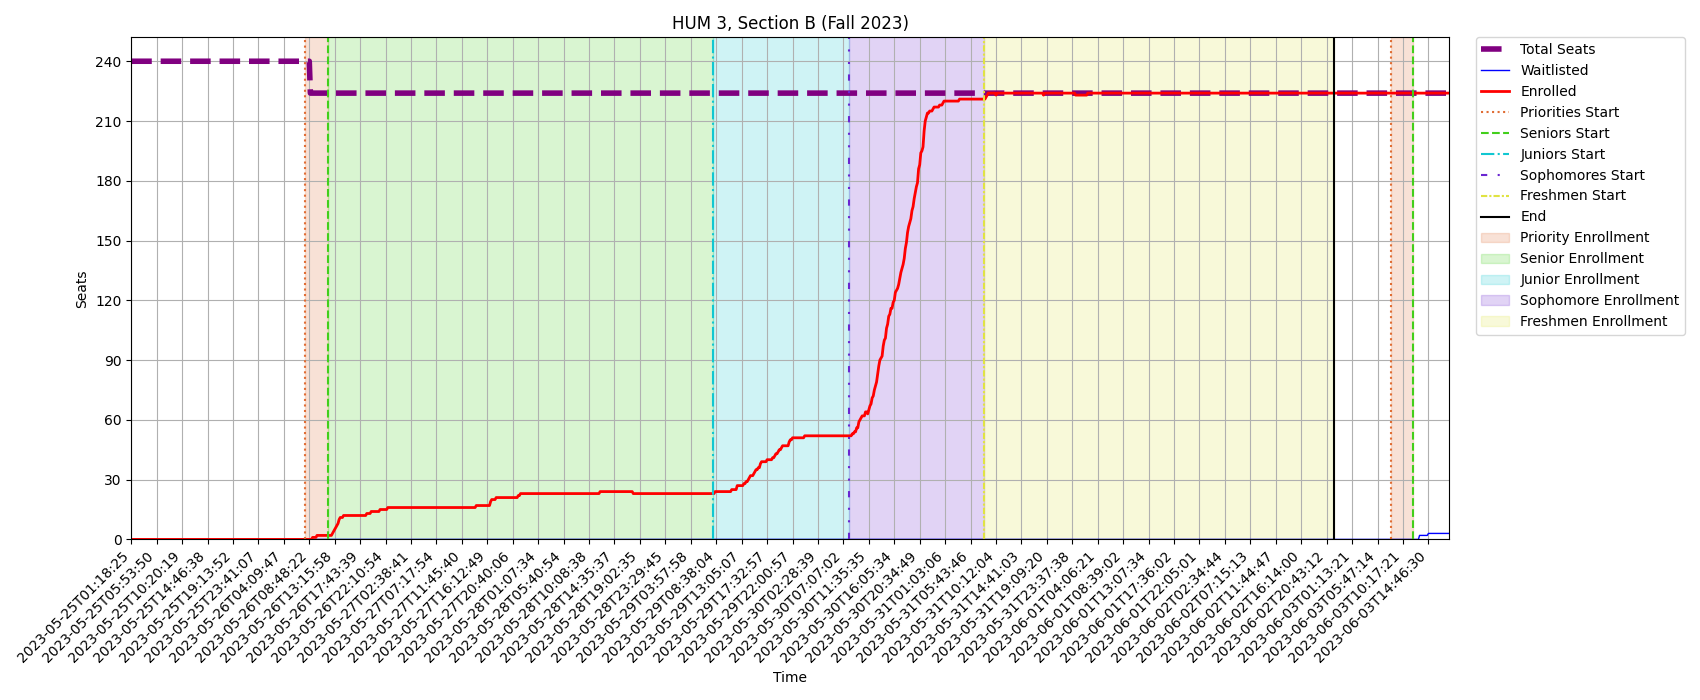 HUM 3, Section B (Fall 2023)
Seats
240
210
180
150
120
90
60
30
0
2023-05-25T01:18:25
2023-05-25T05:53:50
2023-05-25T10:20:19
2023-05-25T14:46:38
2023-05-25T19:13:52
2023-05-25T23:41:07
2023-05-26T04:09:47
2023-05-26T08:48:22
2023-05-26T13:15:58
2023-05-26T17:43:39
2023-05-26T22:10:54
2023-05-27T02:38:41
2023-05-27T07:17:54
2023-05-27T11:45:40
2023-05-27T16:12:49
2023-05-27T20:40:06
2023-05-28T01:07:34
2023-05-28T05:40:54
2023-05-28T10:08:38
2023-05-28T14:35:37
2023-05-28T19:02:35
2023-05-28T23:29:45
2023-05-29T03:57:58
2023-05-29T08:38:04
2023-05-29T13:05:07
2023-05-29T17:32:57
2023-05-29T22:00:57
2023-05-30T02:28:39
2023-05-30T07:07:02
2023-05-30T11:35:35
2023-05-30T16:05:34
2023-05-30T20:34:49
2023-05-31T01:03:06
2023-05-31T05:43:46
2023-05-31T10:12:04
2023-05-31T14:41:03
2023-05-31T19:09:20
2023-05-31T23:37:38
2023-06-01T04:06:21
2023-06-01T08:39:02
2023-06-01T13:07:34
2023-06-01T17:36:02
2023-06-01T22:05:01
2023-06-02T02:34:44
2023-06-02T07:15:13
2023-06-02T11:44:47
2023-06-02T16:14:00
2023-06-02T20:43:12
2023-06-03T01:13:21
2023-06-03T05:47:14
2023-06-03T10:17:21
2023-06-03T14:46:30
Time
Total Seats
Waitlisted
Enrolled
Priorities Start
Seniors Start
Juniors Start
Sophomores Start
Freshmen Start
End
Priority Enrollment
Senior Enrollment
Junior Enrollment
Sophomore Enrollment
Freshmen Enrollment